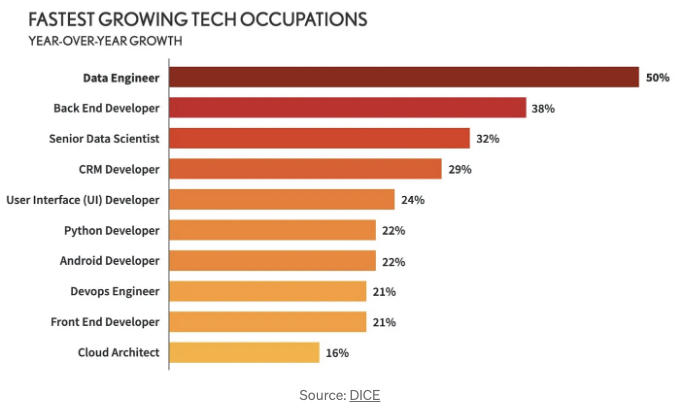 FASTEST GROWING TECH OCCUPATIONS
YEAR-OVER-YEAR GROWTH
Data Engineer 50%
Back End Developer 38%
Senior Data Scientist 32%
CRM Developer 29%
User Interface (UI) Developer 24%
Python Developer 22%
Android Developer 22%
Devops Engineer 21%
Front End Developer 21%
Cloud Architect 16%
Source: DICE